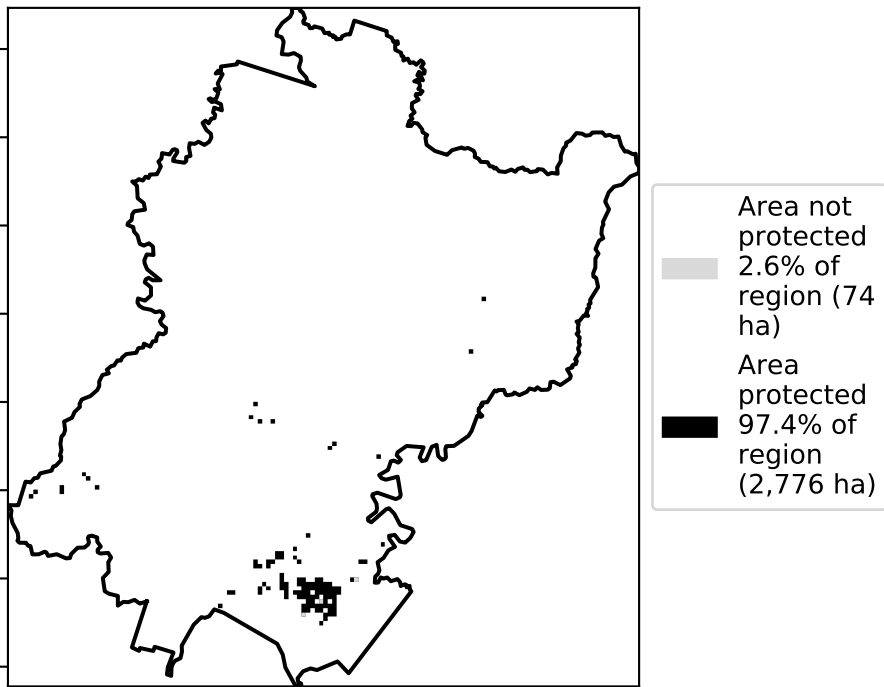 Area not
protected
2.6% of
region (74
ha)
Area
protected
97.4% of
region
(2,776 ha)